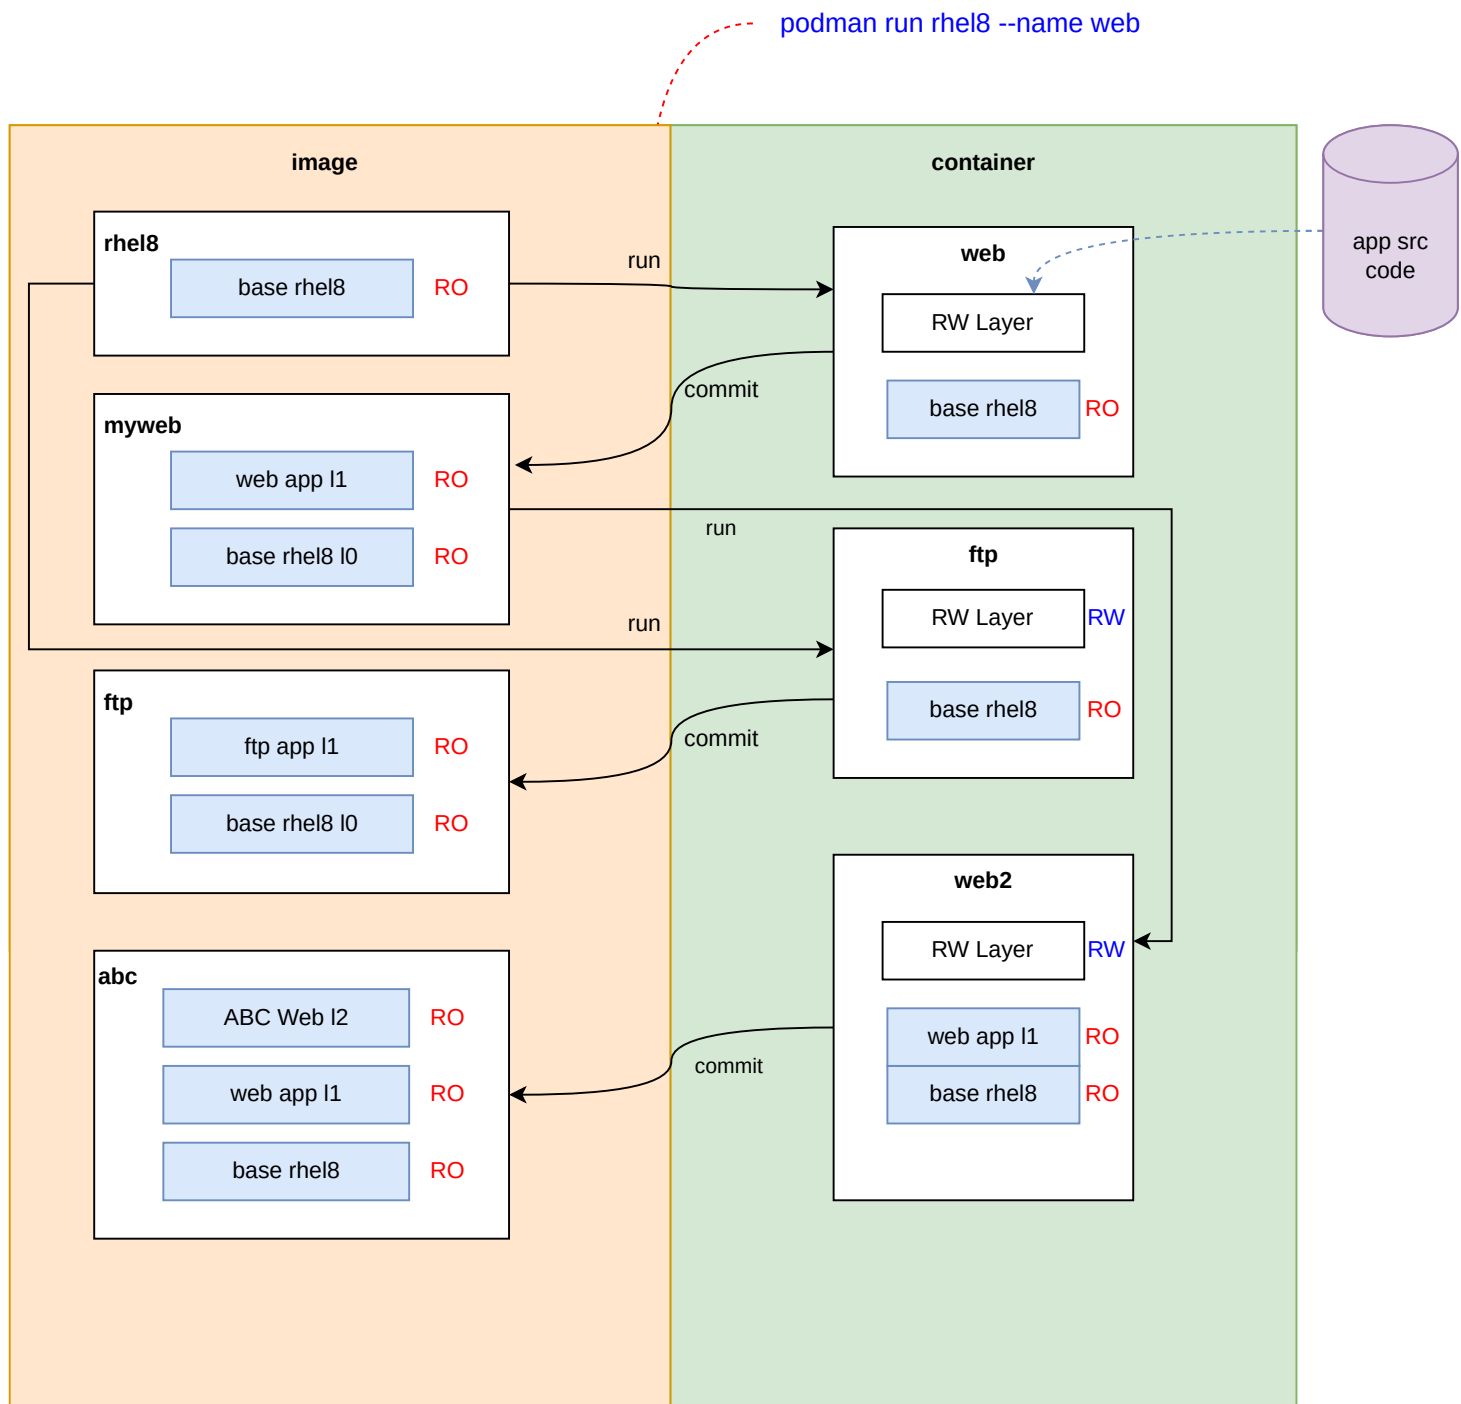 podman run rhel8 --name web
image
rhel8
base rhel8
RO
myweb
web app l1
RO
base rhel8 l0
RO
ftp
ftp app l1
RO
base rhel8 l0
RO
abc
ABC Web l2
RO
web app l1
RO
base rhel8
RO
run
commit
run
run
commit
commit
container
web
RW Layer
base rhel8
RO
ftp
RW Layer
RW
base rhel8
RO
web2
RW Layer
RW
web app l1
RO
base rhel8
RO
app src
code